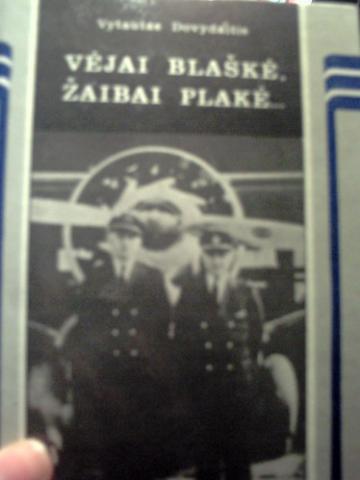 Vytautas Dovydaitis
VĖJAI BLAŠKĖ,
ŽAIBAI PLAKĖ...